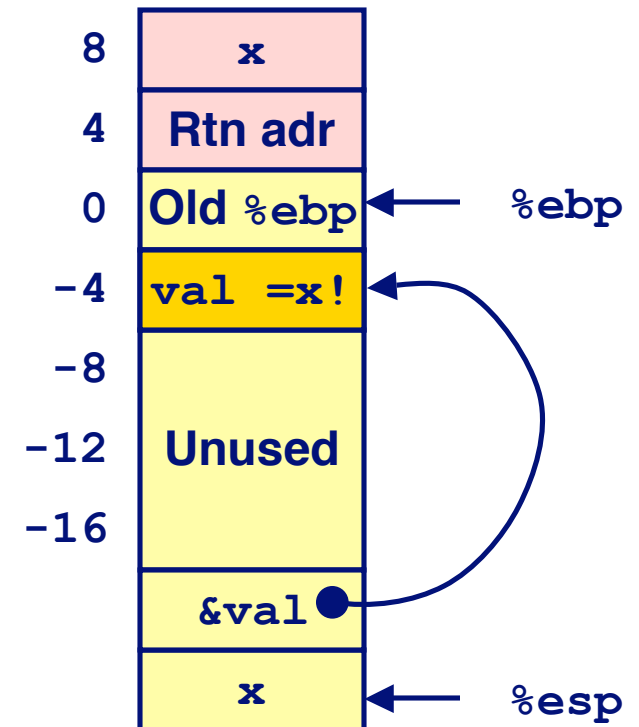 8 x
4 Rtn adr
0 Old %ebp %ebp
-4 val =x!
-8
-12 Unused
-16
&val
x %esp